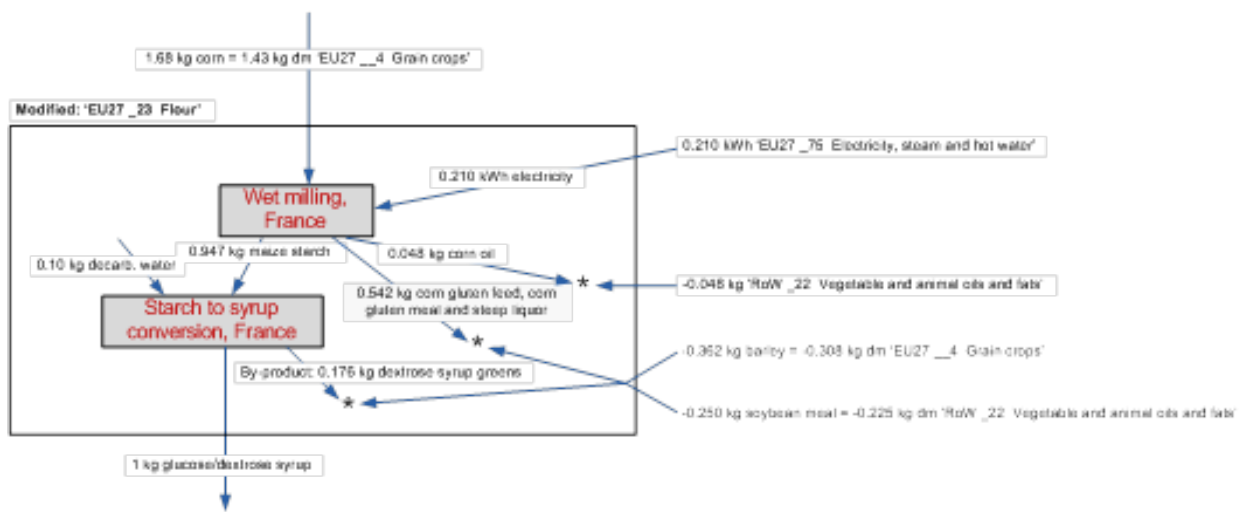 1.68 kg corn = 1.43 kg dm 'EU27 __4 Grain crops'
Modified: 'EU27 _23 Flour'
0.210 kWh 'EU27 _75 Electricity, steam and hot water'
0.210 kWh electricity
Wet milling,
France
0.947 kg maize starch
0.048 kg corn oil
0.10 kg decarb. water
*
-0.048 kg 'RoW _22 Vegetable and animal oils and fats'
0.542 kg corn gluten feed, corn
gluten meal and steep liquor
Starch to syrup
conversion, France
*
-0.362 kg barley = -0.308 kg dm 'EU27 __4 Grain crops'
By-product: 0.176 kg dextrose syrup greens
*
-0.250 kg soybean meal = -0.225 kg dm 'RoW _22 Vegetable and animal oils and fats'
1 kg glucose/dextrose syrup